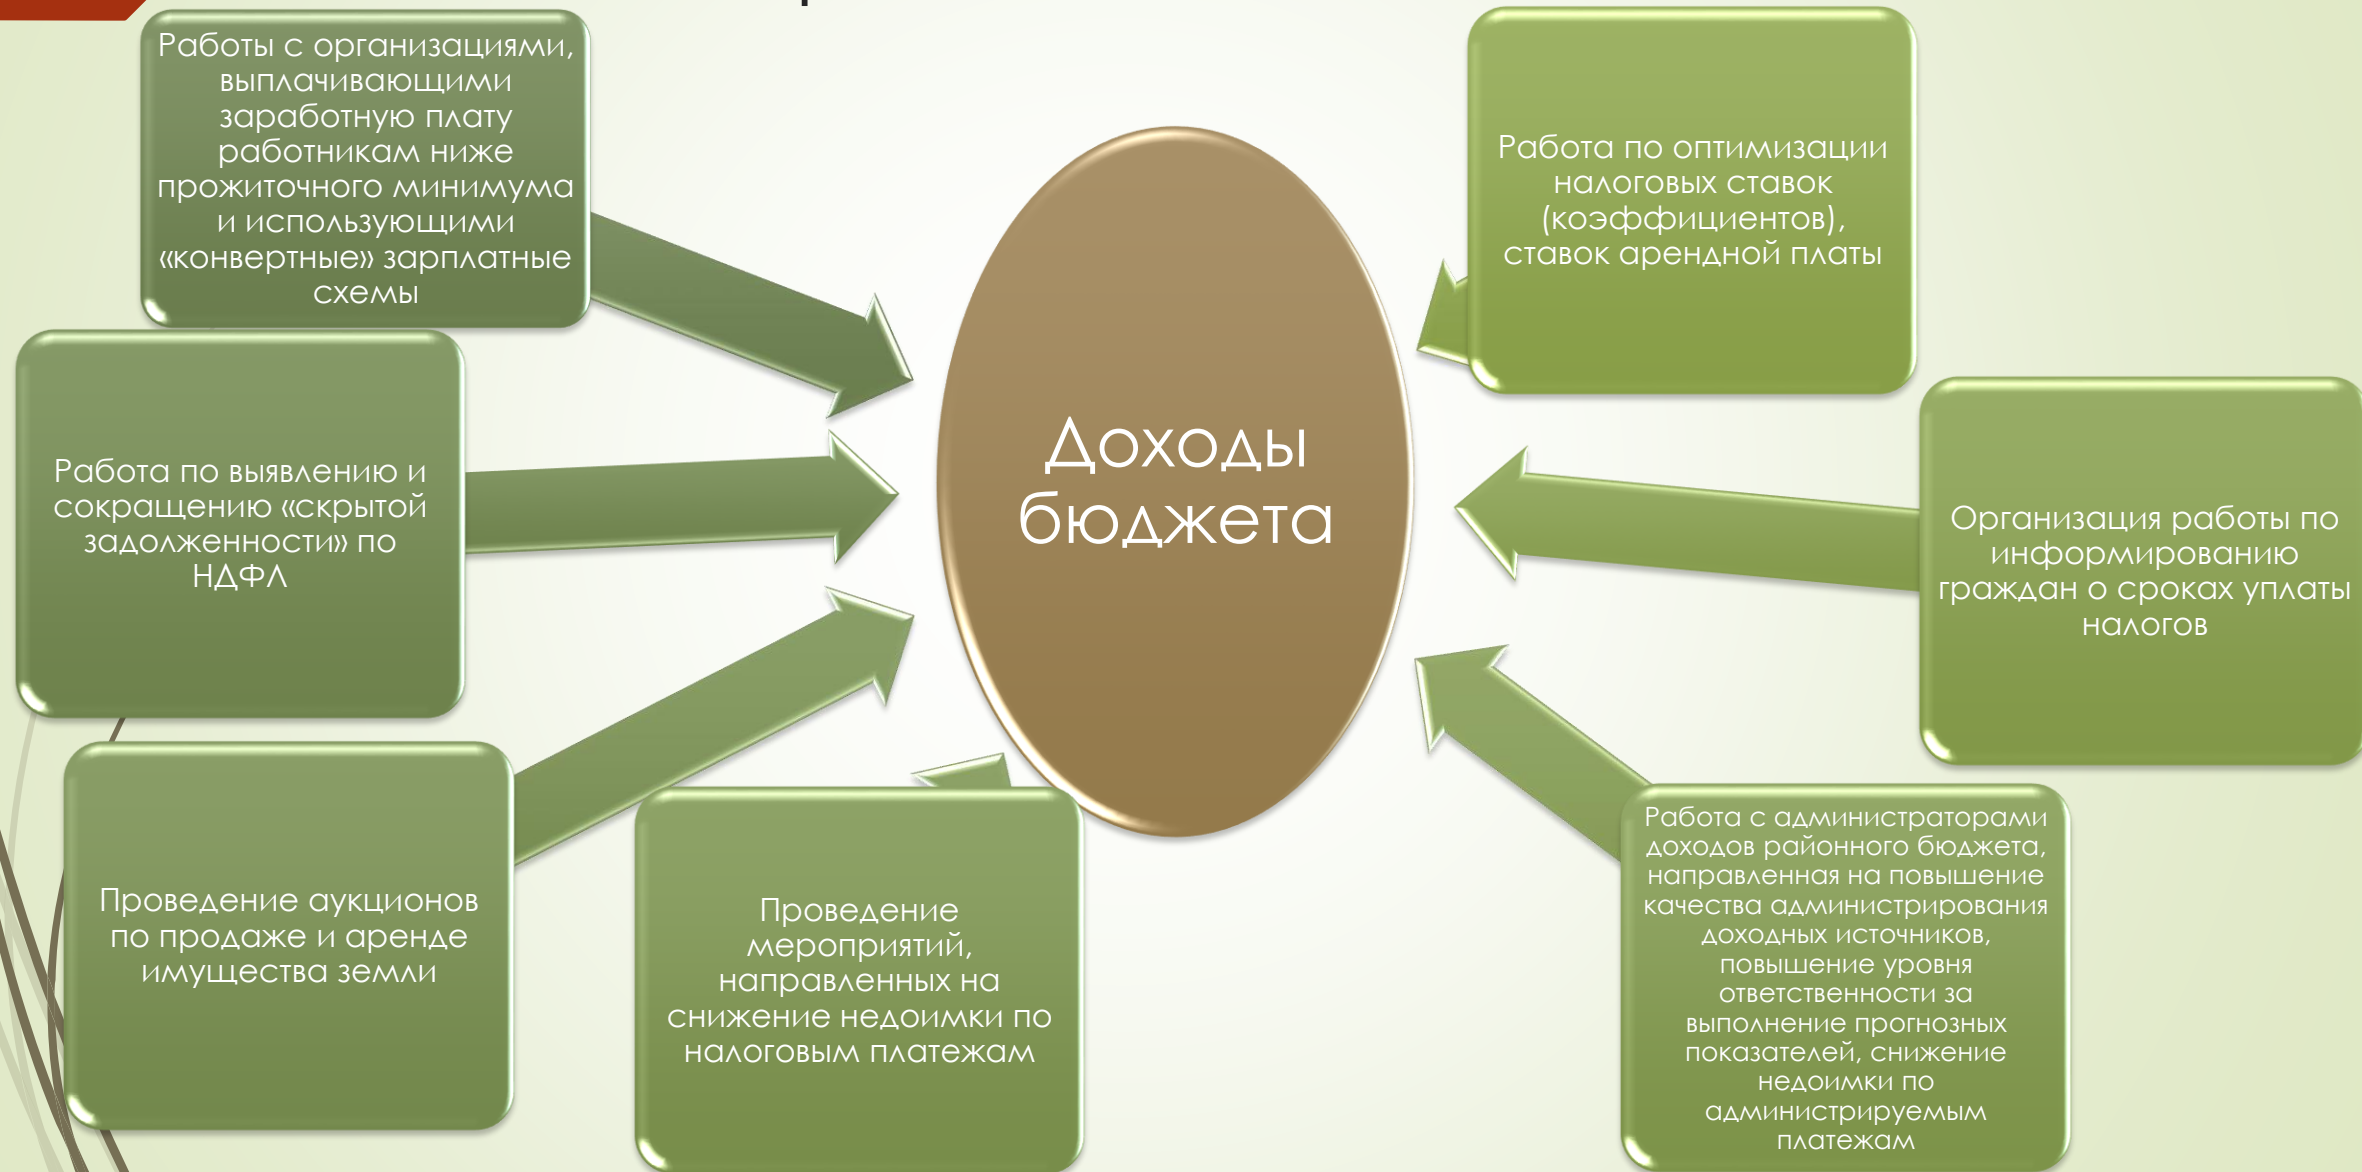 Работы с организациями,
выплачивающими
заработную плату
работникам ниже
прожиточного минимума
и использующими
«конвертные» зарплатные
схемы
Работа по выявлению и
сокращению «скрытой
задолженности» по
НДФЛ
Проведение аукционов
по продаже и аренде
имущества земли
Проведение
мероприятий,
направленных на
снижение недоимки по
налоговым платежам
Доходы
бюджета
Работа по оптимизации
налоговых ставок
(коэффициентов),
ставок арендной платы
Организация работы по
информированию
граждан о сроках уплаты
налогов
Работа с администраторами
доходов районного бюджета,
направленная на повышение
качества администрирования
доходных источников,
повышение уровня
ответственности за
выполнение прогнозных
показателей, снижение
недоимки по
администрируемым
платежам